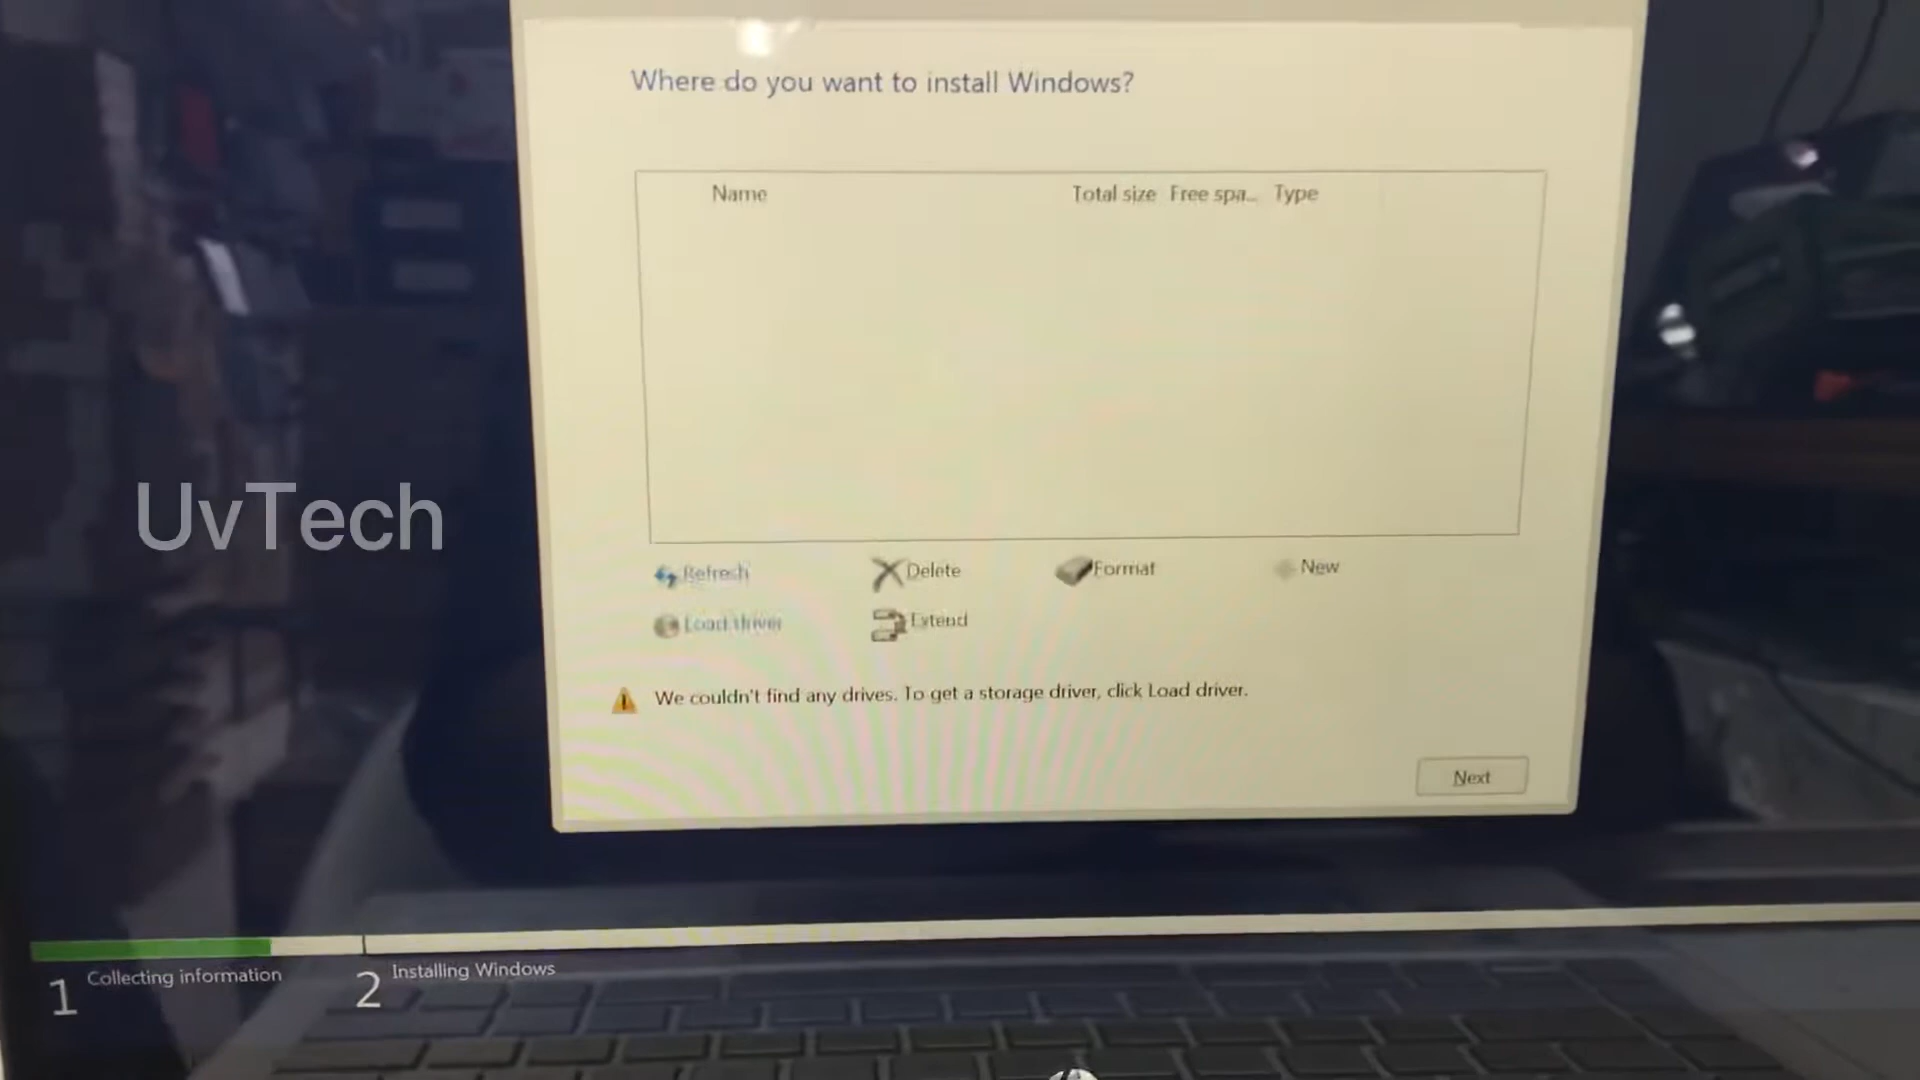 Where do you want to install Windows?
Name Total size Free spa... Type
Refresh Delete Format New
Load driver Extend
We couldn't find any drives. To get a storage driver, click Load driver.
Next
UvTech
1 Collecting information 2 Installing Windows